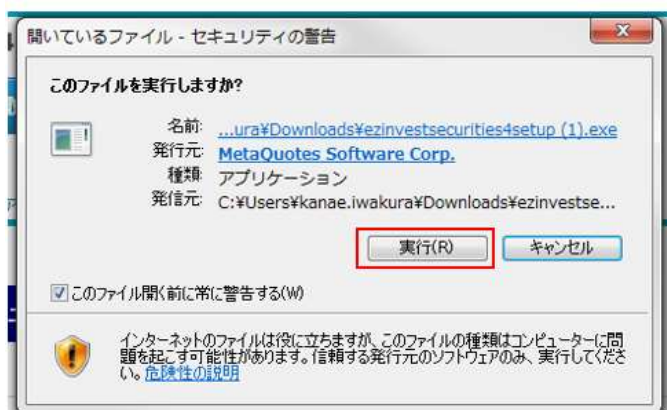 開いているファイル - セキュリティの警告
このファイルを実行しますか?
名前: ...ura¥Downloads¥ezinvestsecurities4setup (1).exe
発行元: MetaQuotes Software Corp.
種類: アプリケーション
発信元: C:¥Users¥kanae.iwakura¥Downloads¥ezinvestse...
実行(R) キャンセル
このファイル開く前に常に警告する(W)
インターネットのファイルは役に立ちますが、このファイルの種類はコンピューターに問
題を起こす可能性があります。信頼する発行元のソフトウェアのみ、実行してくださ
い。危険性の説明